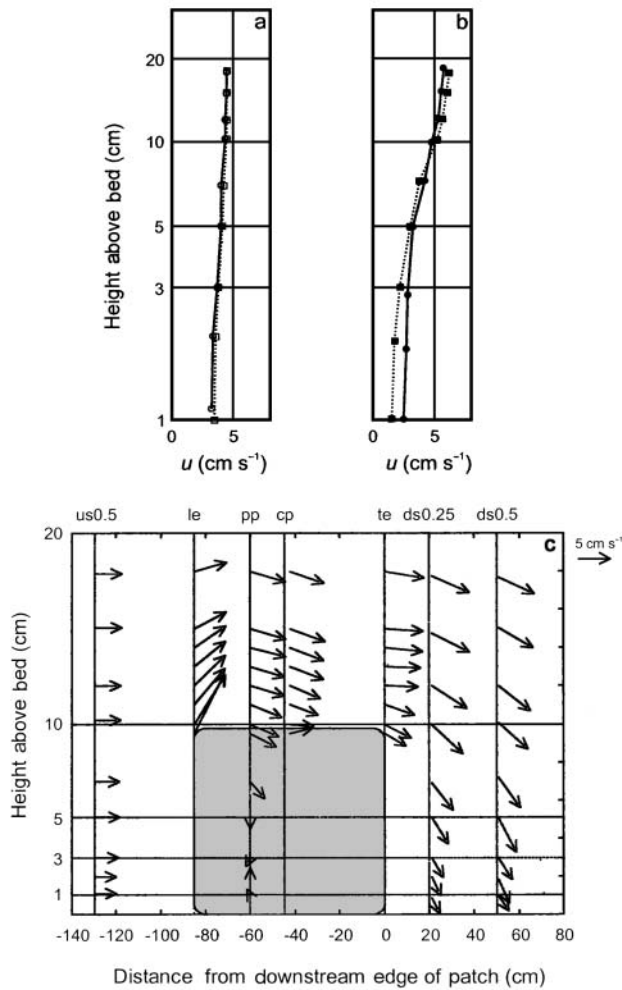 a
b
20
10
5
3
1
Height above bed (cm)
0
5
u (cm s⁻¹)
0
5
u (cm s⁻¹)
us0.5
le
pp
cp
te
ds0.25
ds0.5
c
5 cm s⁻¹
20
10
5
3
1
Height above bed (cm)
-140
-120
-100
-80
-60
-40
-20
0
20
40
60
80
Distance from downstream edge of patch (cm)